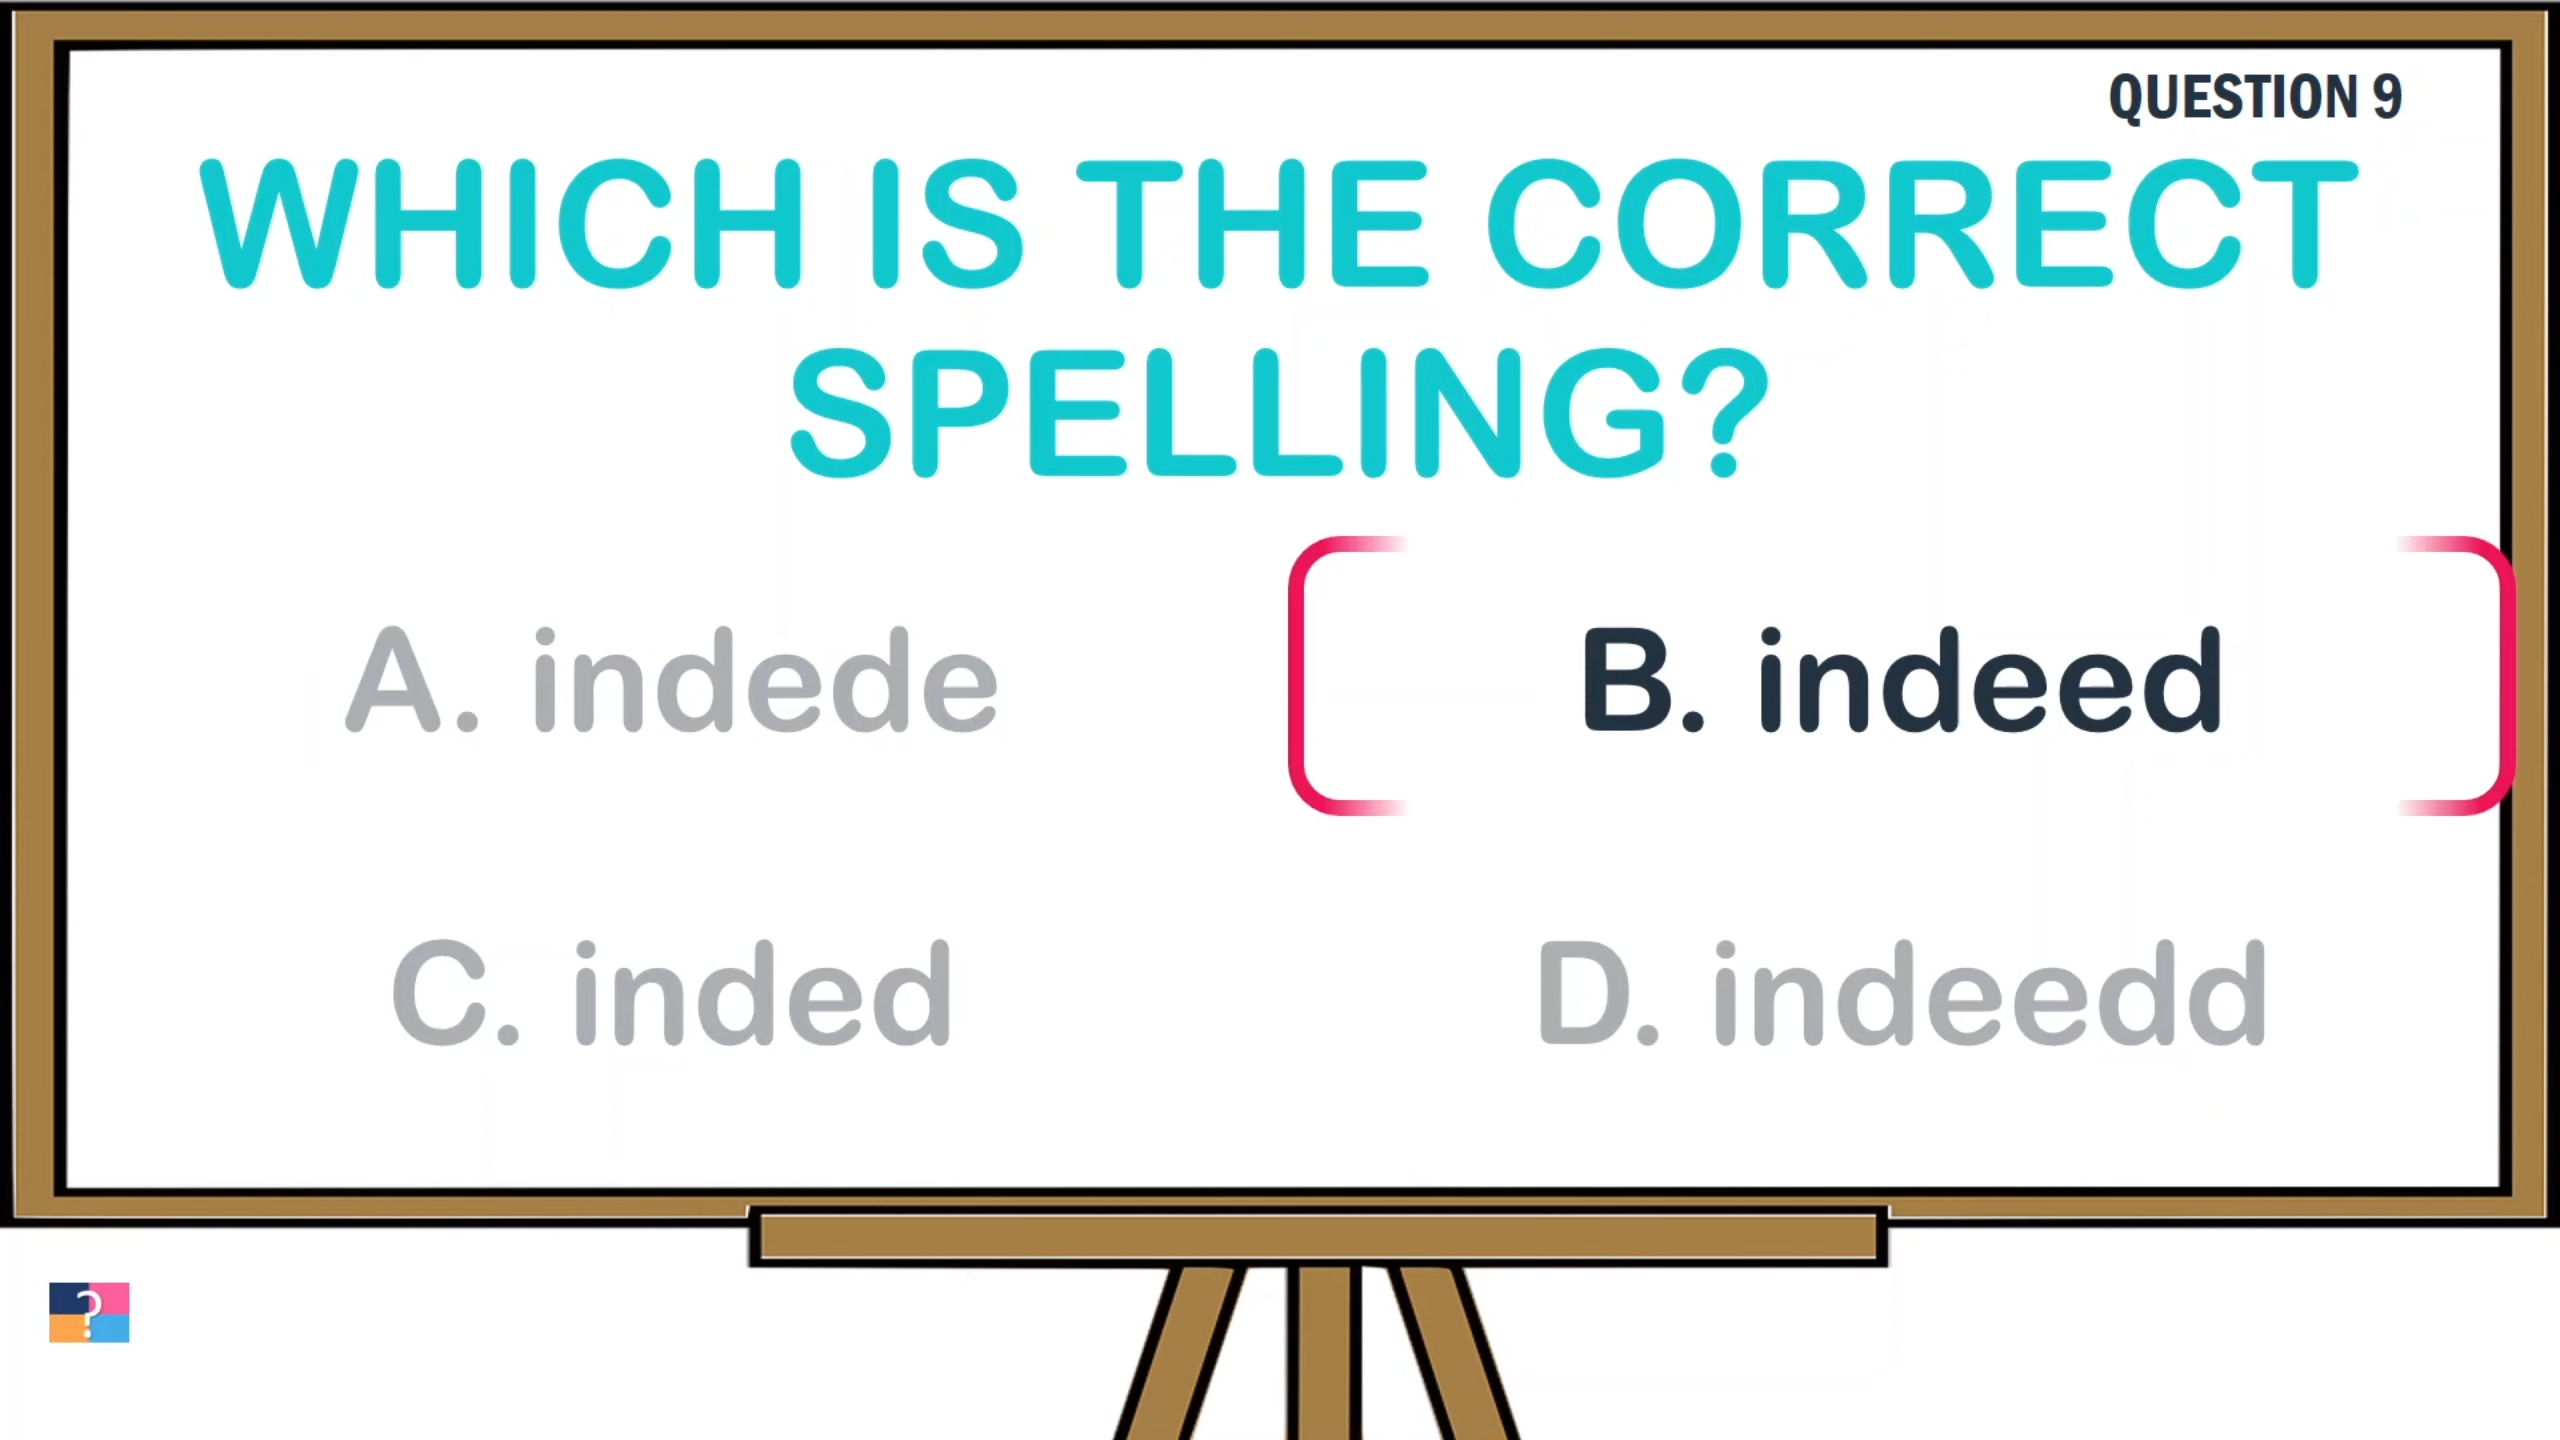 QUESTION 9
WHICH IS THE CORRECT
SPELLING?
A. indede
B. indeed
C. inded
D. indeedd
?